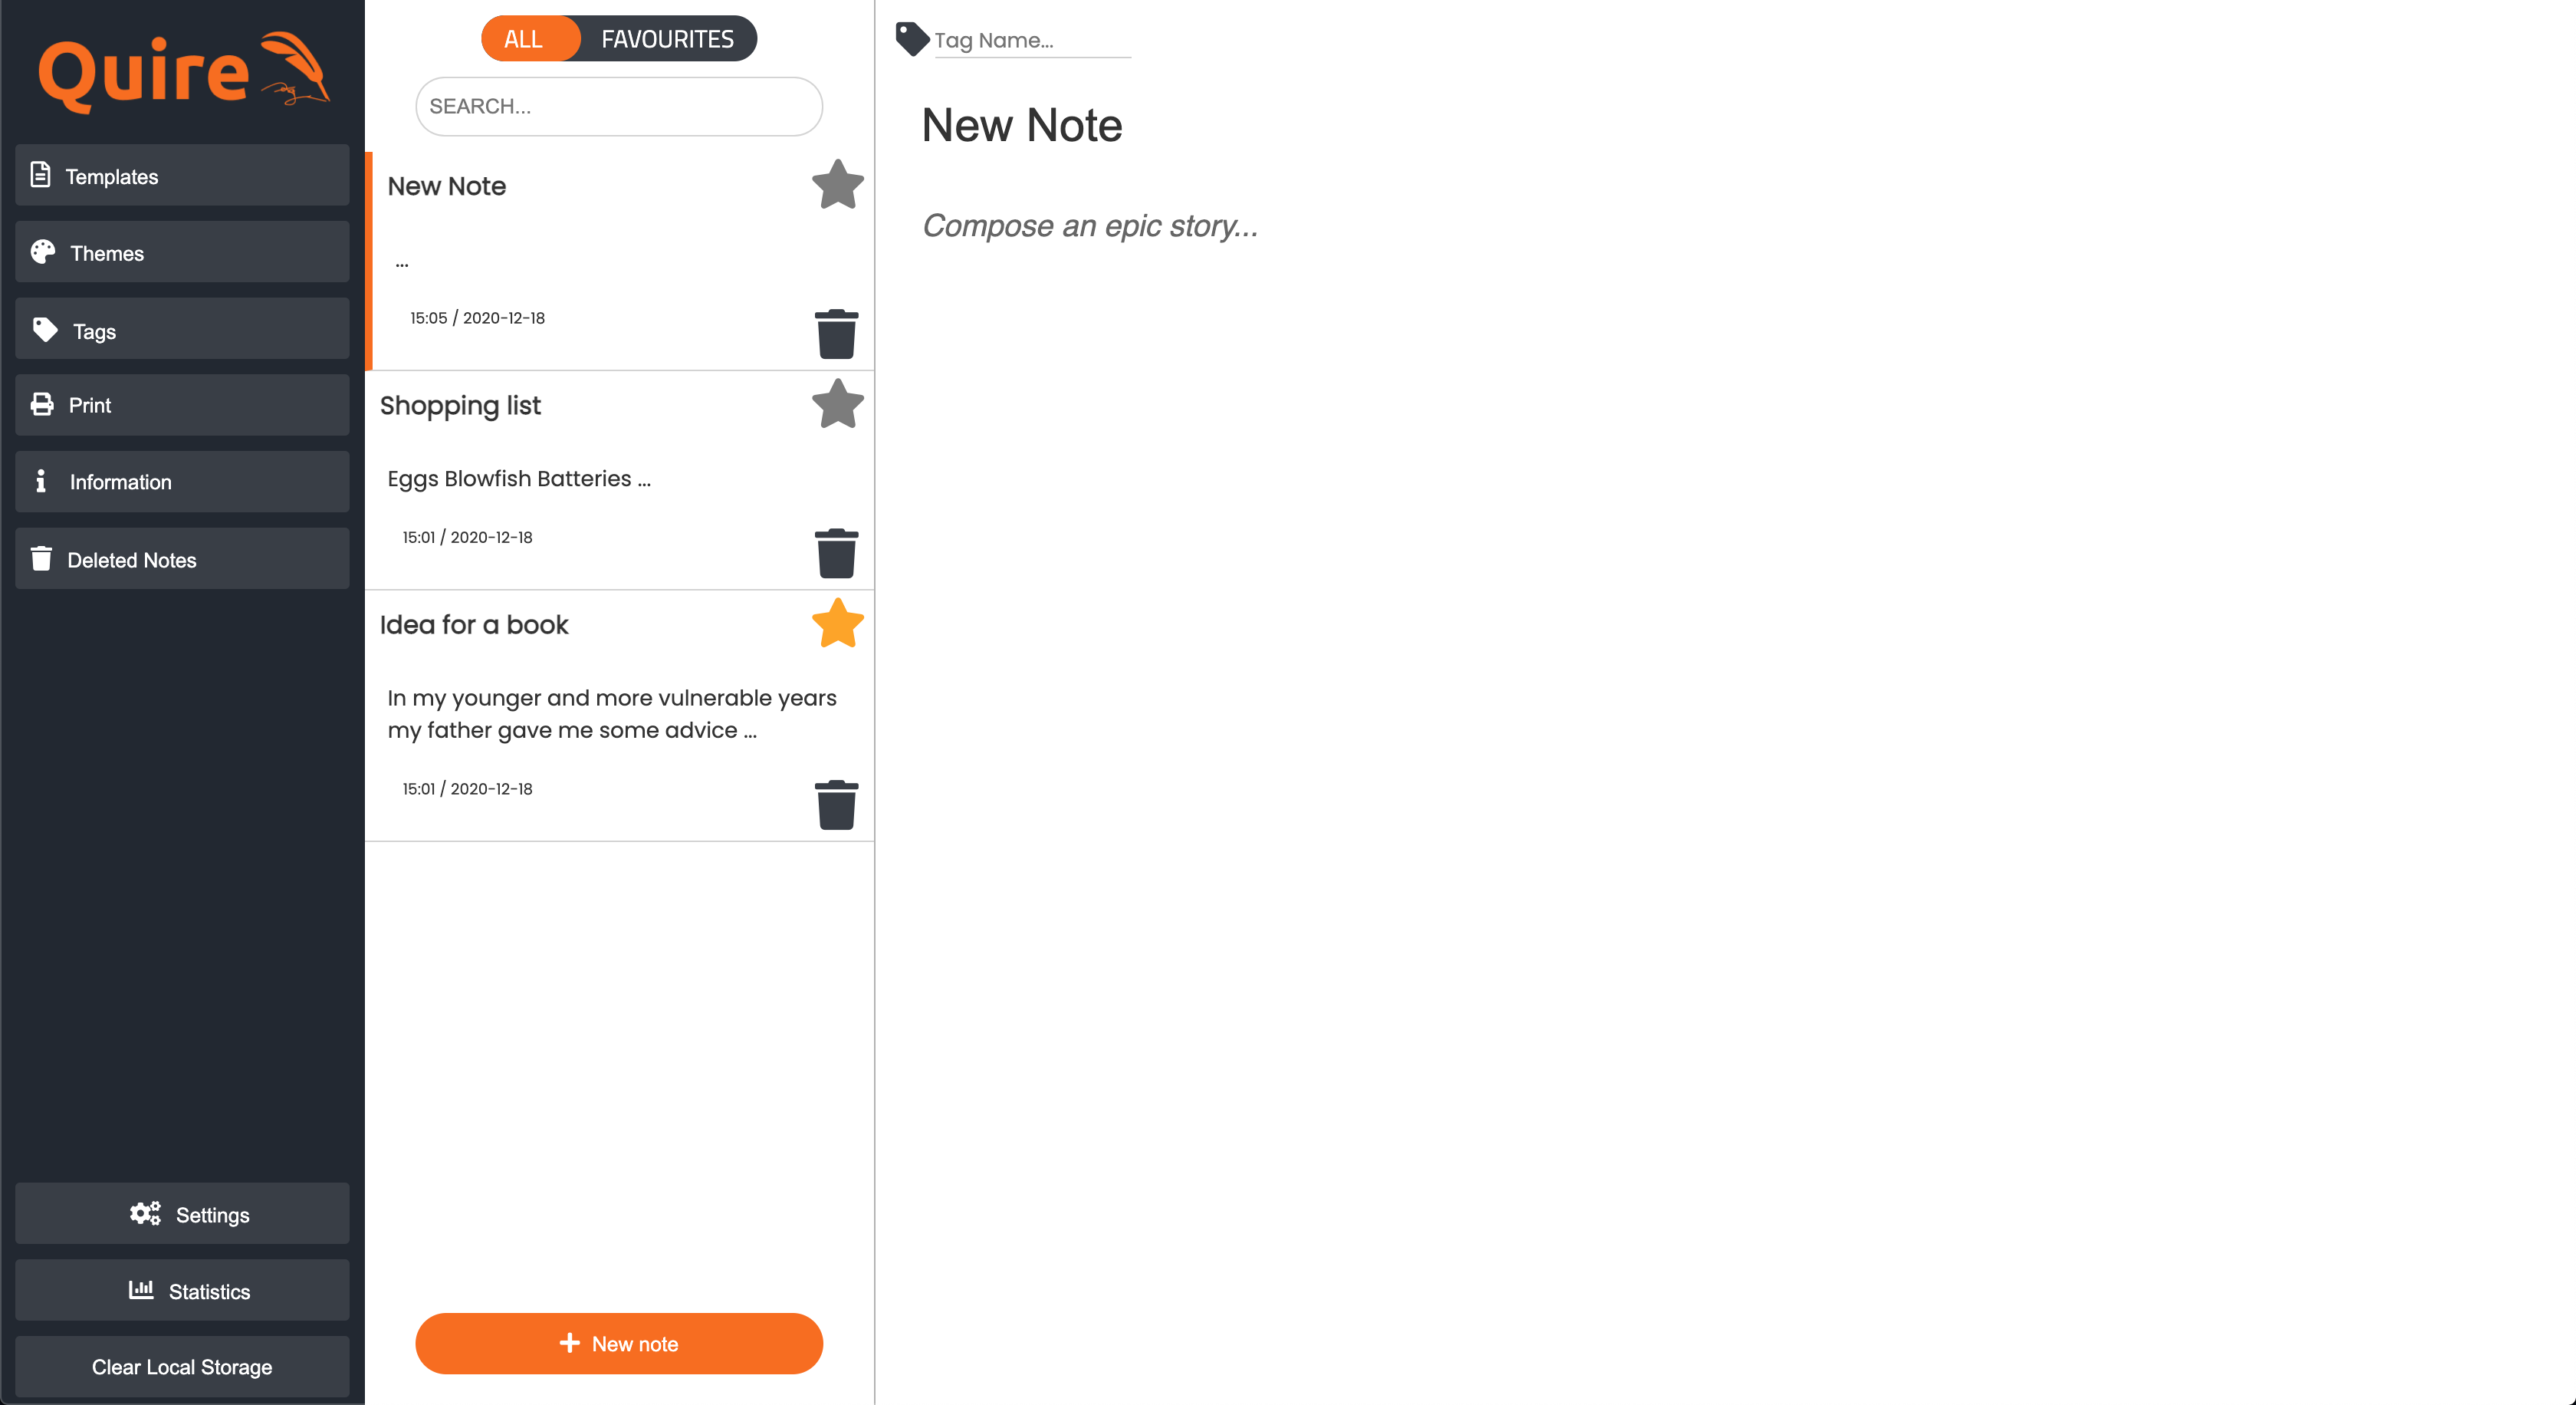 Quire
Templates
Themes
Tags
Print
Information
Deleted Notes
Settings
Statistics
Clear Local Storage
ALL FAVOURITES
SEARCH...
New Note
...
15:05 / 2020-12-18
Shopping list
Eggs Blowfish Batteries ...
15:01 / 2020-12-18
Idea for a book
In my younger and more vulnerable years
my father gave me some advice ...
15:01 / 2020-12-18
New note
Tag Name...
New Note
Compose an epic story...